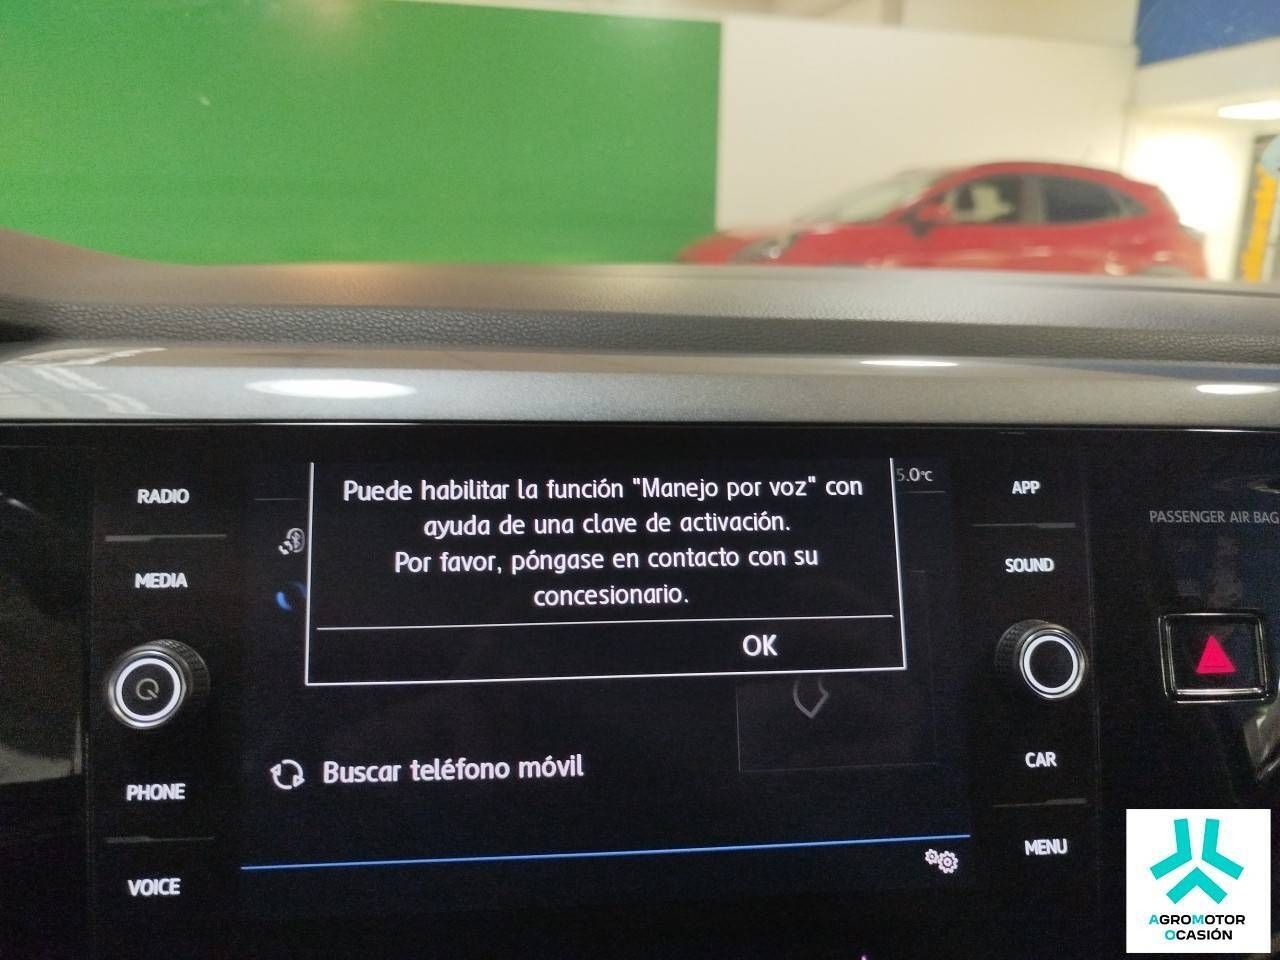 Puede habilitar la función "Manejo por voz" con
ayuda de una clave de activación.
Por favor, póngase en contacto con su
concesionario.
OK
5.0°C
Buscar teléfono móvil
RADIO
MEDIA
PHONE
VOICE
APP
SOUND
CAR
MENU
PASSENGER AIR BAG
AGROMOTOR
OCASIÓN